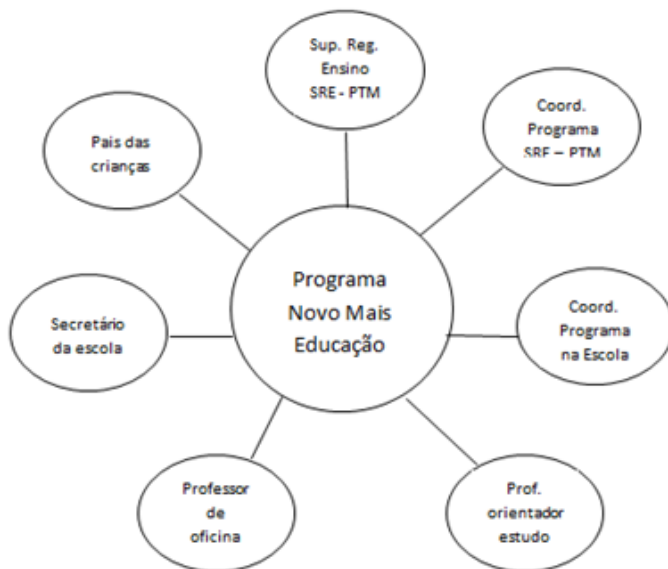 Sup. Reg.
Ensino
SRE - PTM
Coord.
Programa
SRE – PTM
Pais das
crianças
Programa
Novo Mais
Educação
Secretário
da escola
Coord.
Programa
na Escola
Professor
de
oficina
Prof.
orientador
estudo